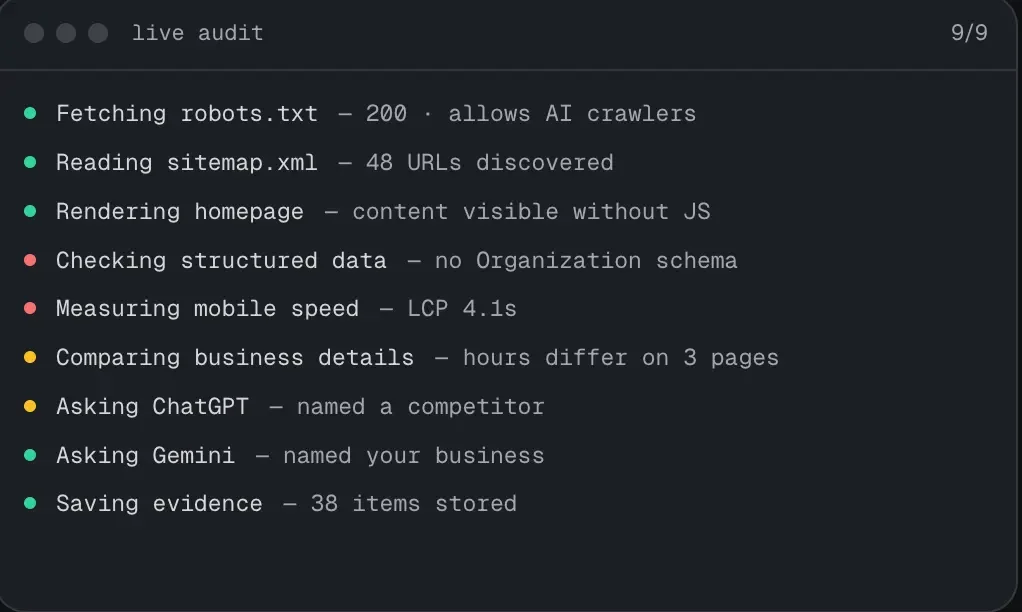 live audit 9/9
Fetching robots.txt — 200 · allows AI crawlers
Reading sitemap.xml — 48 URLs discovered
Rendering homepage — content visible without JS
Checking structured data — no Organization schema
Measuring mobile speed — LCP 4.1s
Comparing business details — hours differ on 3 pages
Asking ChatGPT — named a competitor
Asking Gemini — named your business
Saving evidence — 38 items stored